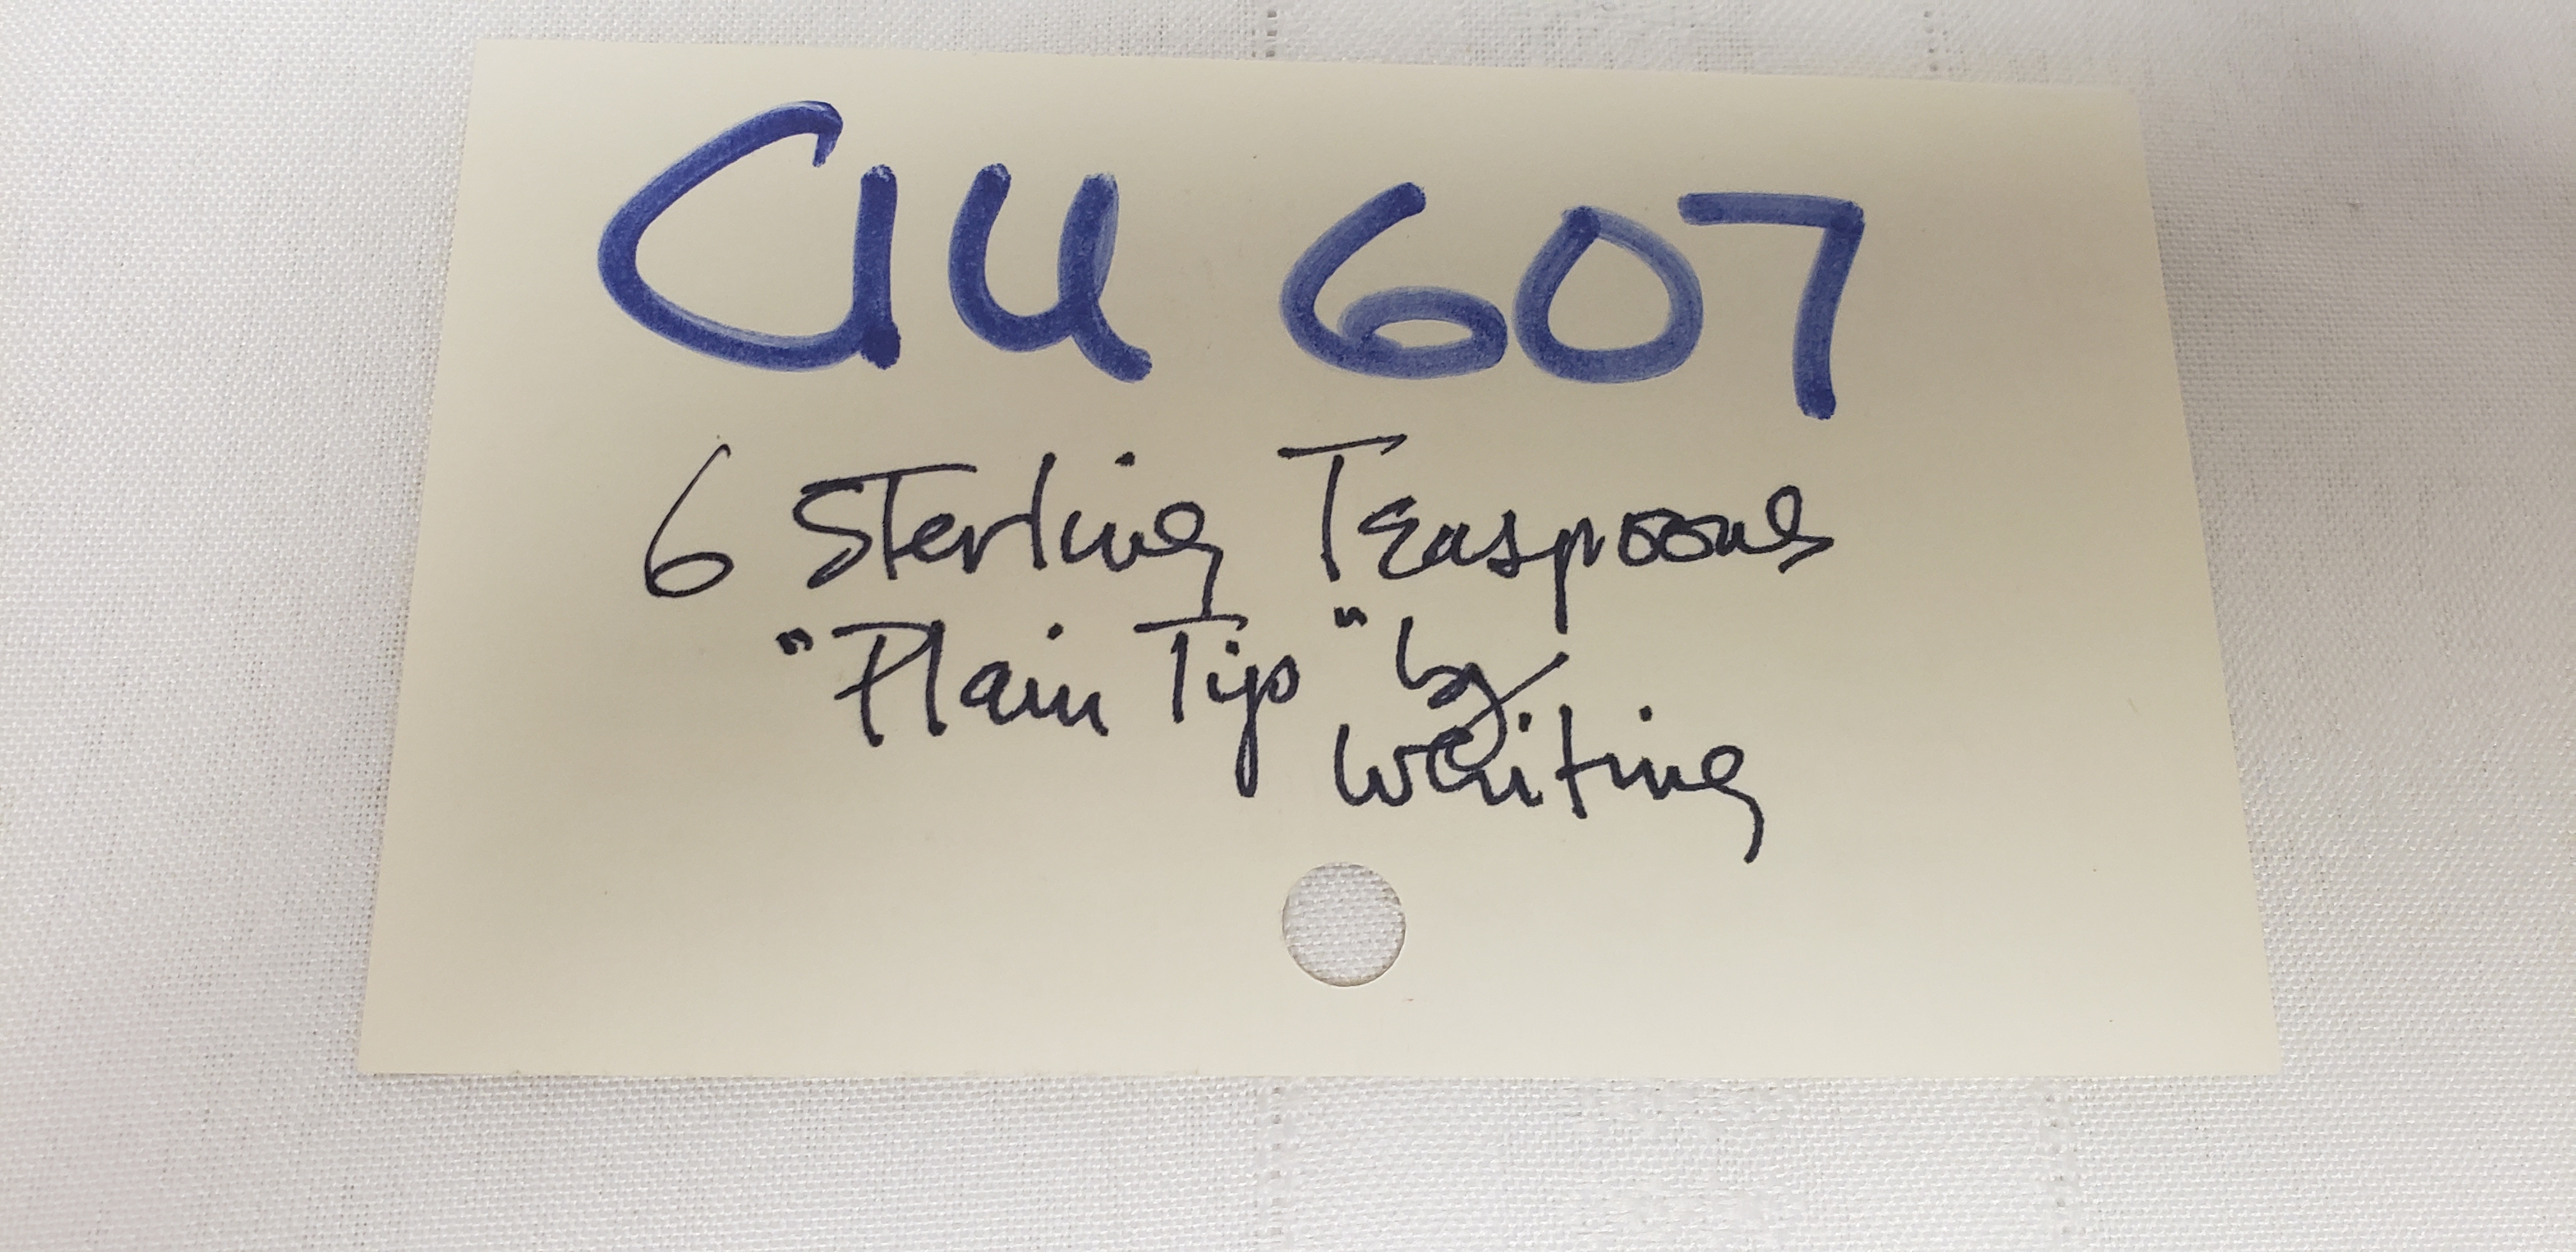 CIU 607
6 Sterling Teaspoons
"Plain Tip" by
Whiting